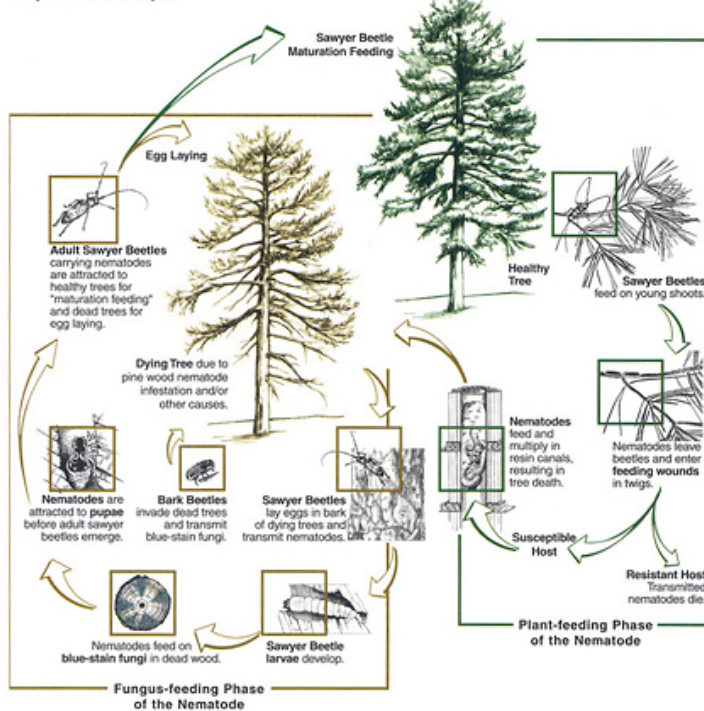 Sawyer Beetle
Maturation Feeding
Egg Laying
Adult Sawyer Beetles
carrying nematodes
are attracted to
healthy trees for
"maturation feeding"
and dead trees for
egg laying.
Healthy
Tree
Sawyer Beetles
feed on young shoots.
Dying Tree due to
pine wood nematode
infestation and/or
other causes.
Nematodes
feed and
multiply in
resin canals,
resulting in
tree death.
Nematodes leave
beetles and enter
feeding wounds
in twigs.
Nematodes are
attracted to pupae
before adult sawyer
beetles emerge.
Bark Beetles
invade dead trees
and transmit
blue-stain fungi.
Sawyer Beetles
lay eggs in bark
of dying trees and
transmit nematodes.
Susceptible
Host
Resistant Host
Transmitted
nematodes die.
Nematodes feed on
blue-stain fungi in dead wood.
Sawyer Beetle
larvae develop.
Plant-feeding Phase
of the Nematode
Fungus-feeding Phase
of the Nematode